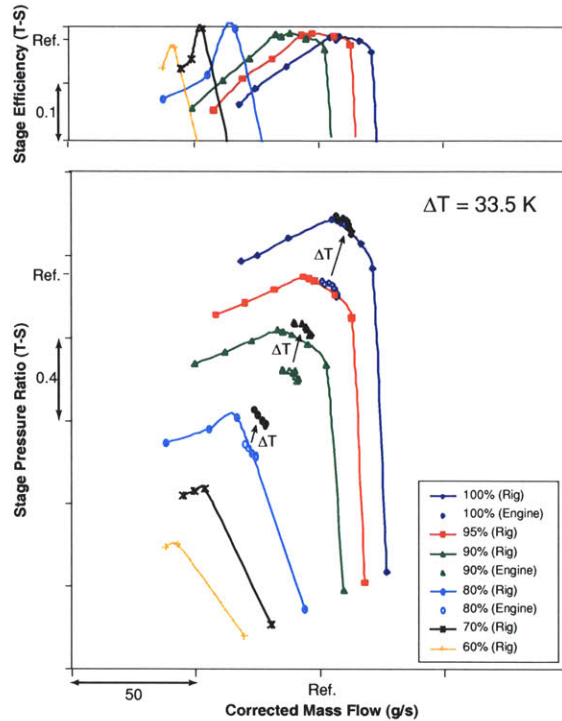 Stage Efficiency (T-S)
Ref.
0.1
ΔT = 33.5 K
Stage Pressure Ratio (T-S)
Ref.
0.4
ΔT
ΔT
ΔT
100% (Rig)
100% (Engine)
95% (Rig)
90% (Rig)
90% (Engine)
80% (Rig)
80% (Engine)
70% (Rig)
60% (Rig)
50
Ref.
Corrected Mass Flow (g/s)